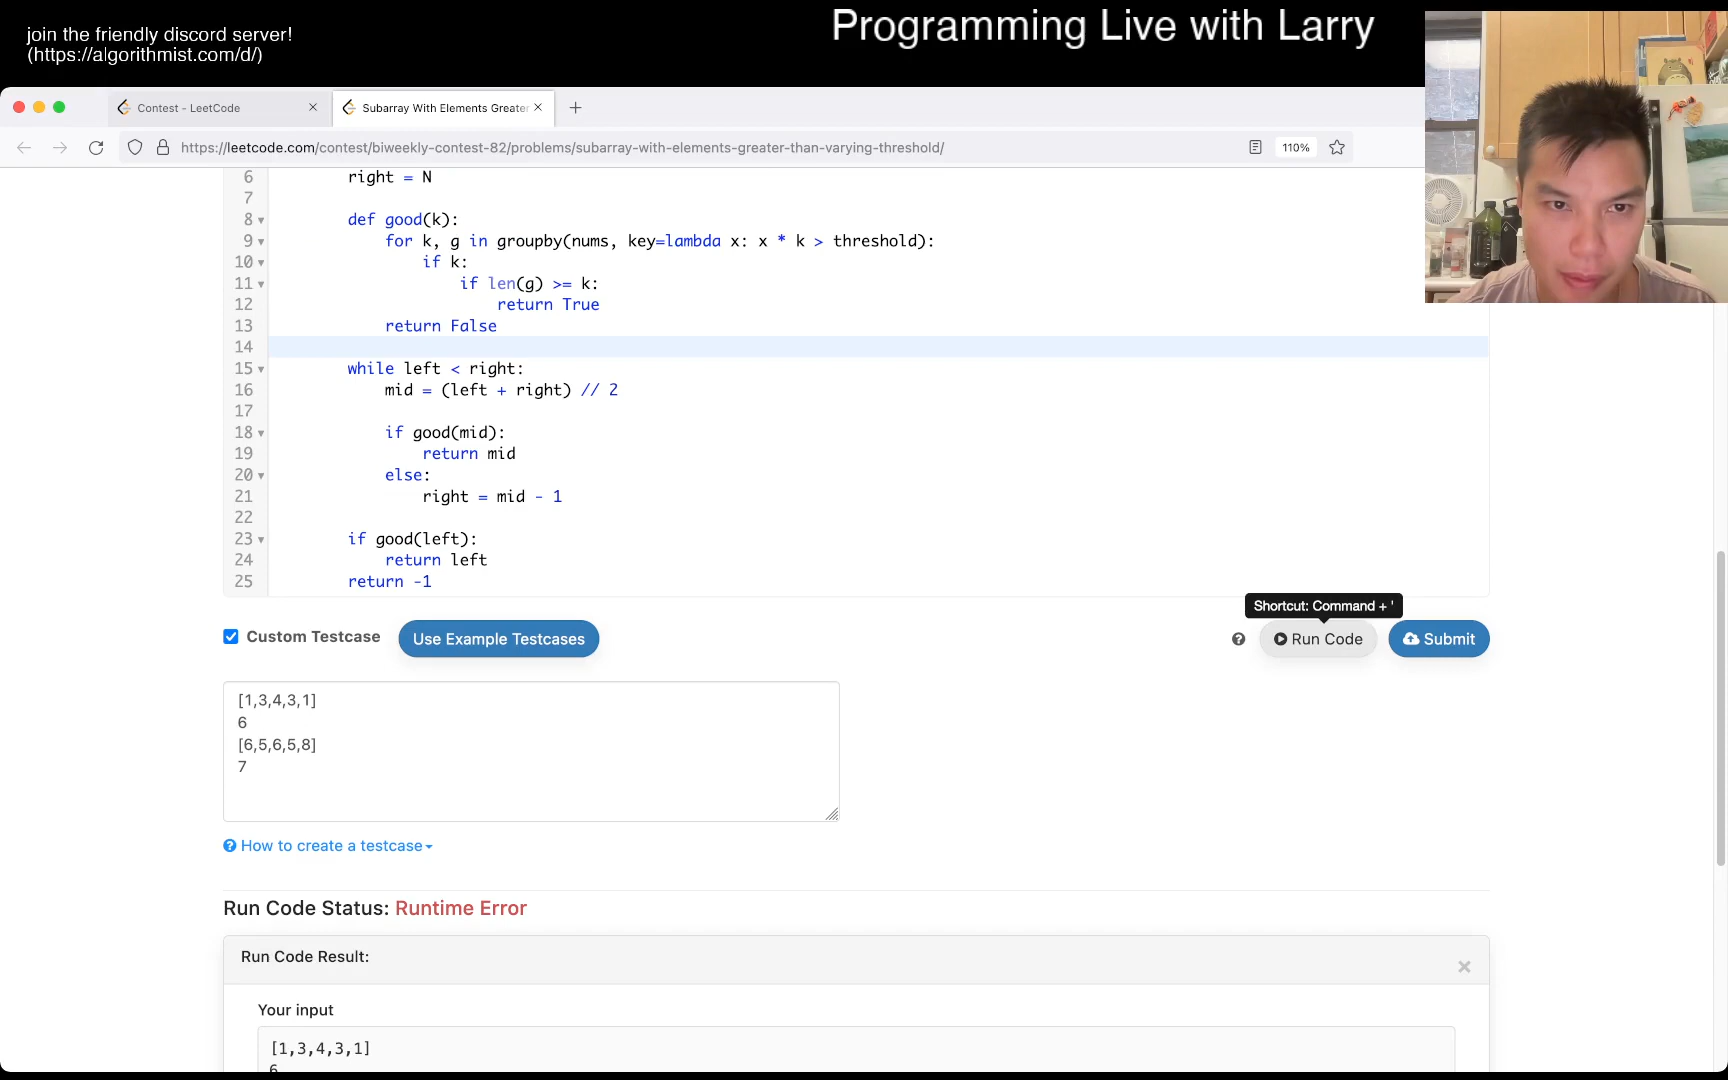 join the friendly discord server!
(https://algorithmist.com/d/)
Programming Live with Larry
Contest - LeetCode
Subarray With Elements Greater
https://leetcode.com/contest/biweekly-contest-82/problems/subarray-with-elements-greater-than-varying-threshold/
110%
6 right = N
7
8 def good(k):
9 for k, g in groupby(nums, key=lambda x: x * k > threshold):
10 if k:
11 if len(g) >= k:
12 return True
13 return False
14
15 while left < right:
16 mid = (left + right) // 2
17
18 if good(mid):
19 return mid
20 else:
21 right = mid - 1
22
23 if good(left):
24 return left
25 return -1
Shortcut: Command + '
Custom Testcase
Use Example Testcases
Run Code
Submit
[1,3,4,3,1]
6
[6,5,6,5,8]
7
How to create a testcase
Run Code Status: Runtime Error
Run Code Result:
Your input
[1,3,4,3,1]
6